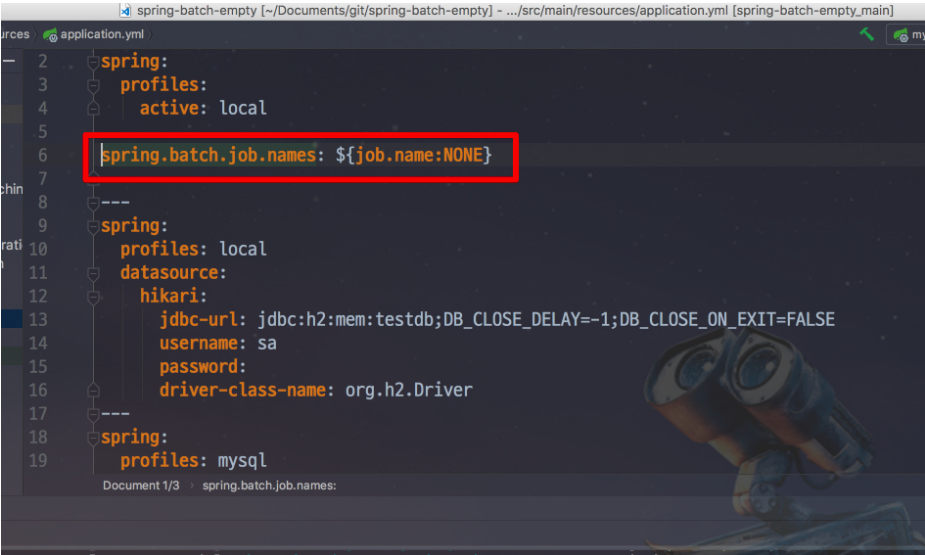 spring-batch-empty [~/Documents/git/spring-batch-empty] - .../src/main/resources/application.yml [spring-batch-empty_main]
application.yml
2 spring:
3 profiles:
4 active: local
5
6 spring.batch.job.names: ${job.name:NONE}
7
8 ---
9 spring:
10 profiles: local
11 datasource:
12 hikari:
13 jdbc-url: jdbc:h2:mem:testdb;DB_CLOSE_DELAY=-1;DB_CLOSE_ON_EXIT=FALSE
14 username: sa
15 password:
16 driver-class-name: org.h2.Driver
17 ---
18 spring:
19 profiles: mysql
Document 1/3 › spring.batch.job.names: